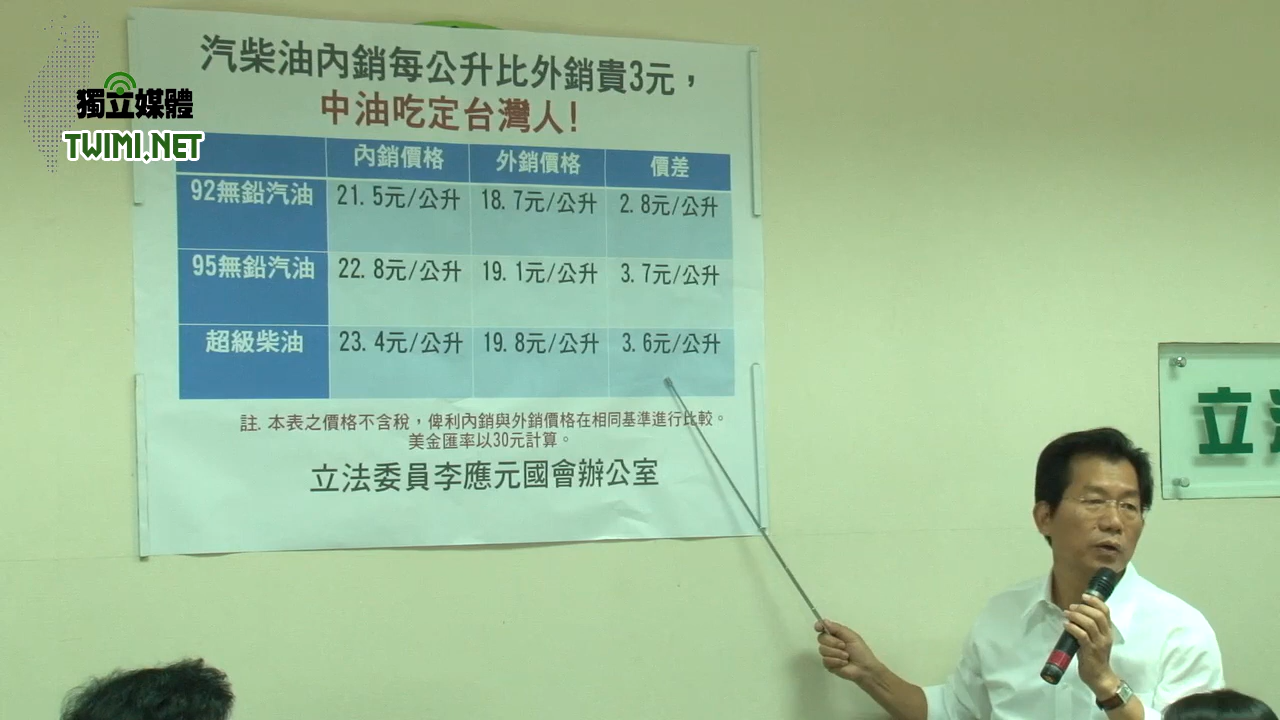 獨立媒體
TWIMI.NET
汽柴油內銷每公升比外銷貴3元，
中油吃定台灣人!
內銷價格 外銷價格 價差
92無鉛汽油 21.5元/公升 18.7元/公升 2.8元/公升
95無鉛汽油 22.8元/公升 19.1元/公升 3.7元/公升
超級柴油 23.4元/公升 19.8元/公升 3.6元/公升
註.本表之價格不含稅，俾利內銷與外銷價格在相同基準進行比較。
美金匯率以30元計算。
立法委員李應元國會辦公室
立法